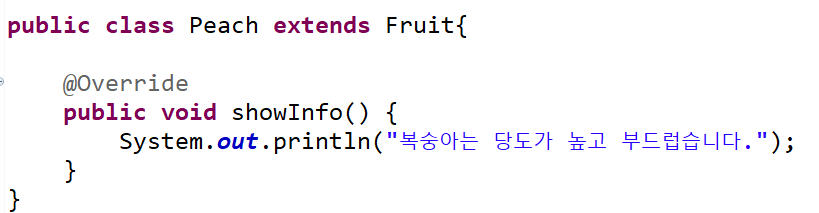 public class Peach extends Fruit{
@Override
public void showInfo() {
System.out.println("복숭아는 당도가 높고 부드럽습니다.");
}
}